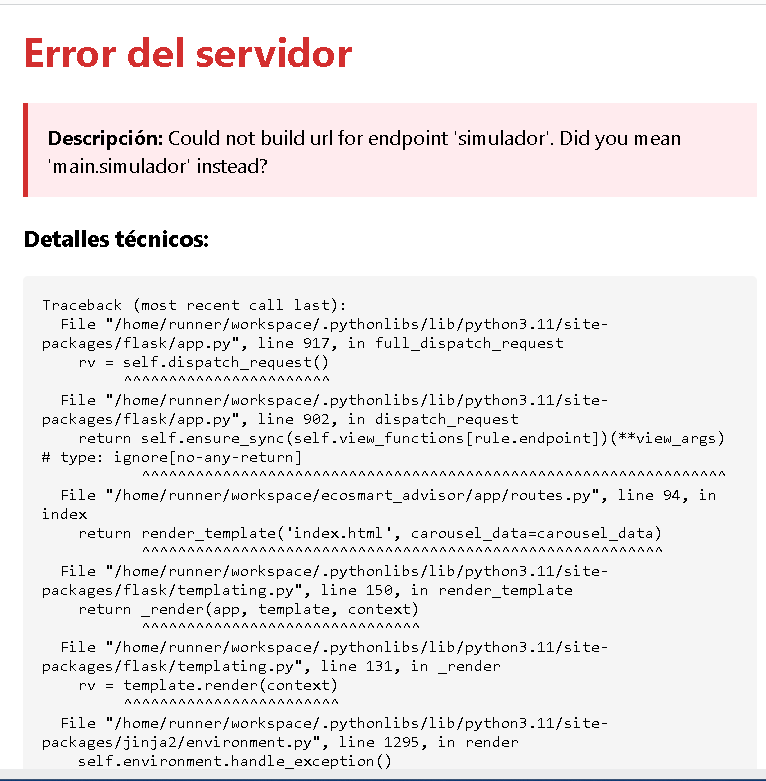 Error del servidor
Descripción: Could not build url for endpoint 'simulador'. Did you mean
'main.simulador' instead?
Detalles técnicos:
Traceback (most recent call last):
  File "/home/runner/workspace/.pythonlibs/lib/python3.11/site-
packages/flask/app.py", line 917, in full_dispatch_request
    rv = self.dispatch_request()
         ^^^^^^^^^^^^^^^^^^^^^^^
  File "/home/runner/workspace/.pythonlibs/lib/python3.11/site-
packages/flask/app.py", line 902, in dispatch_request
    return self.ensure_sync(self.view_functions[rule.endpoint])(**view_args)
# type: ignore[no-any-return]
           ^^^^^^^^^^^^^^^^^^^^^^^^^^^^^^^^^^^^^^^^^^^^^^^^^^^^^^^^^^^^^^^^^
  File "/home/runner/workspace/ecosmart_advisor/app/routes.py", line 94, in
index
    return render_template('index.html', carousel_data=carousel_data)
           ^^^^^^^^^^^^^^^^^^^^^^^^^^^^^^^^^^^^^^^^^^^^^^^^^^^^^^^^^^
  File "/home/runner/workspace/.pythonlibs/lib/python3.11/site-
packages/flask/templating.py", line 150, in render_template
    return _render(app, template, context)
           ^^^^^^^^^^^^^^^^^^^^^^^^^^^^^^^
  File "/home/runner/workspace/.pythonlibs/lib/python3.11/site-
packages/flask/templating.py", line 131, in _render
    rv = template.render(context)
         ^^^^^^^^^^^^^^^^^^^^^^^^
  File "/home/runner/workspace/.pythonlibs/lib/python3.11/site-
packages/jinja2/environment.py", line 1295, in render
    self.environment.handle_exception()